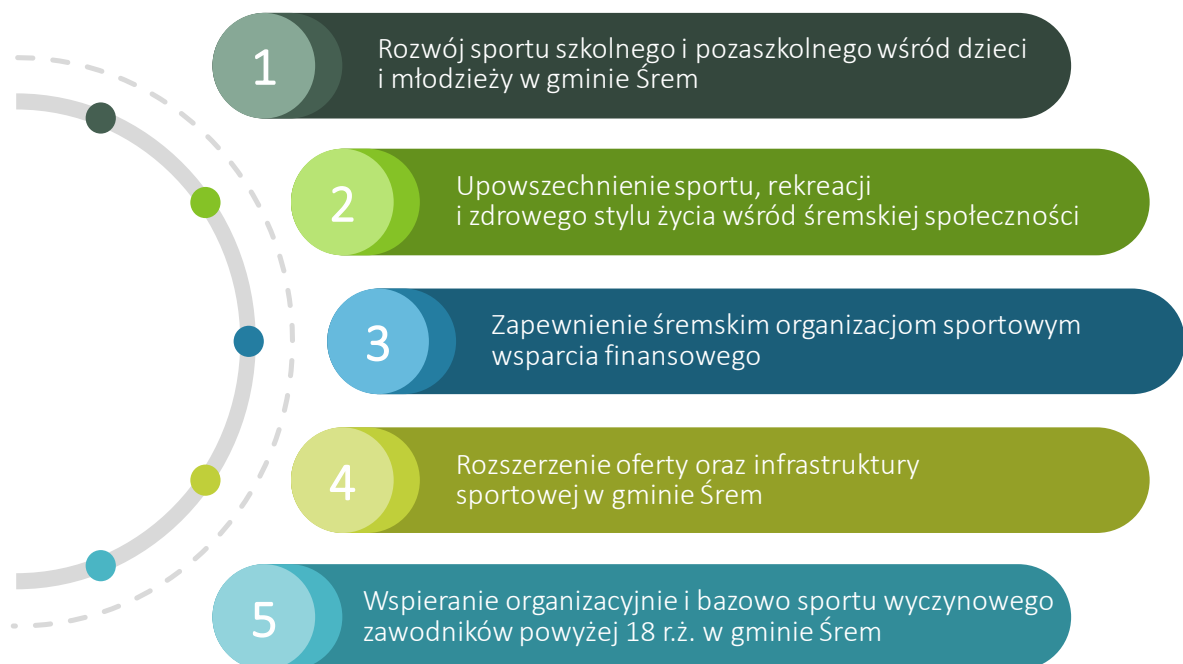 1
Rozwój sportu szkolnego i pozaszkolnego wśród dzieci
i młodzieży w gminie Śrem
2
Upowszechnienie sportu, rekreacji
i zdrowego stylu życia wśród śremskiej społeczności
3
Zapewnienie śremskim organizacjom sportowym
wsparcia finansowego
4
Rozszerzenie oferty oraz infrastruktury
sportowej w gminie Śrem
5
Wspieranie organizacyjnie i bazowo sportu wyczynowego
zawodników powyżej 18 r.ż. w gminie Śrem